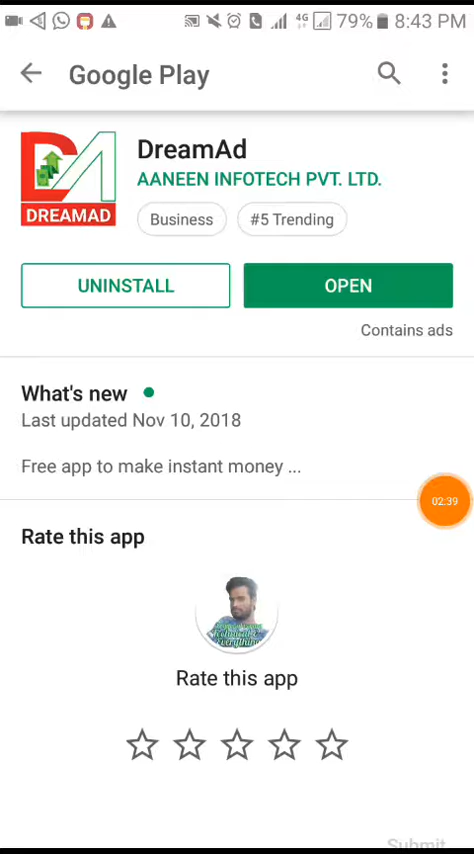 4G 79% 8:43 PM
Google Play
DreamAd
AANEEN INFOTECH PVT. LTD.
DREAMAD
Business #5 Trending
UNINSTALL OPEN
Contains ads
What's new
Last updated Nov 10, 2018
Free app to make instant money ...
02:39
Rate this app
Everything
Rate this app
Submit